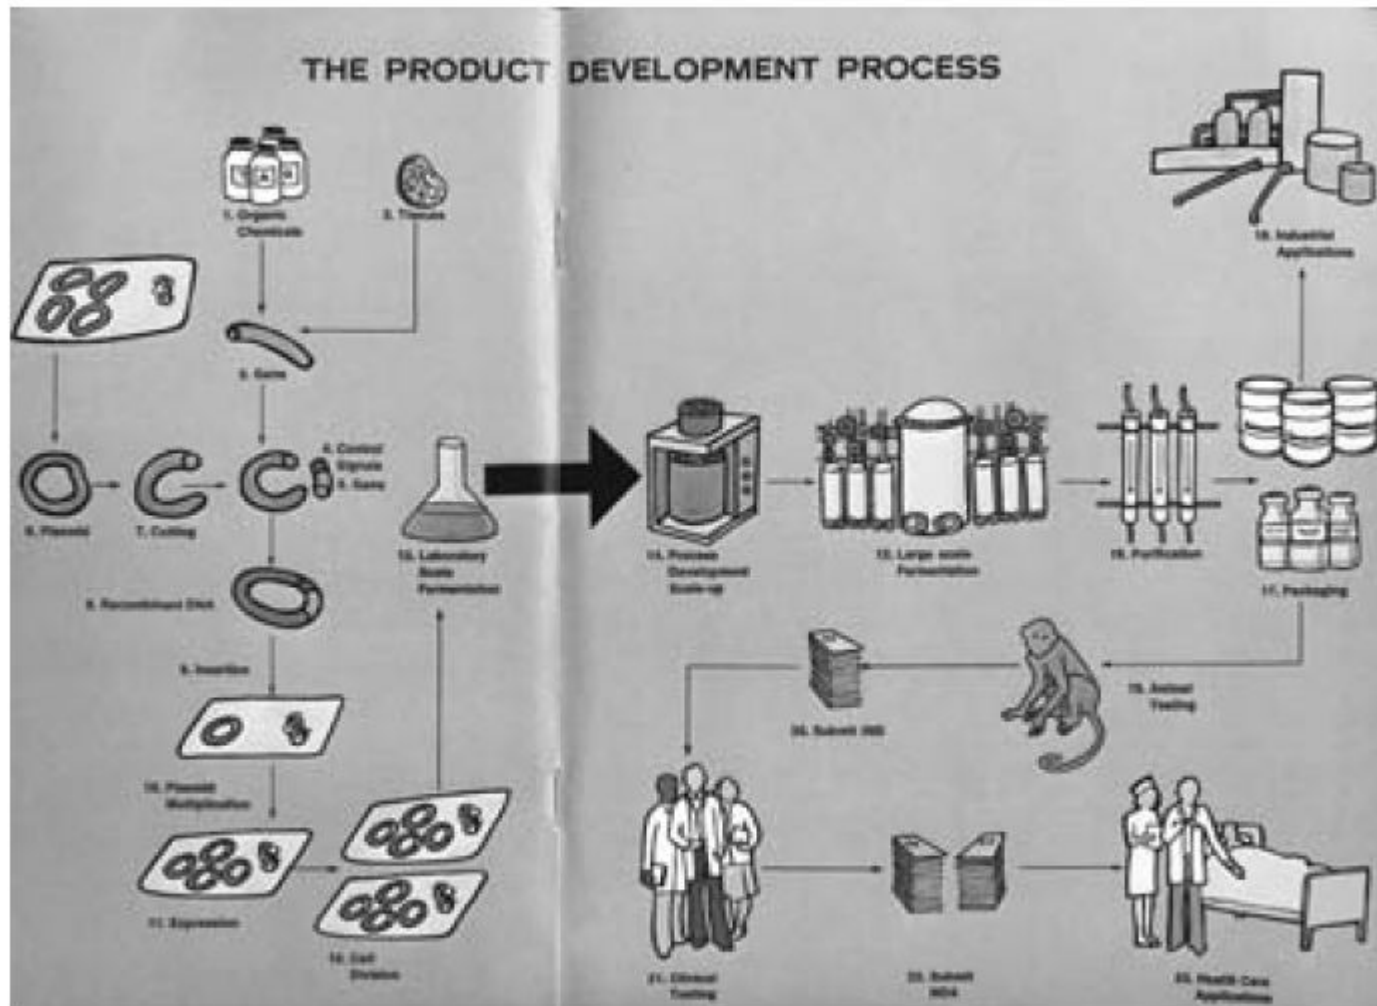 THE PRODUCT DEVELOPMENT PROCESS
1. Organic
Chemicals
2. Tissues
3. Gene
4. Control
Signals
5. Gene
6. Plasmid
7. Cutting
8. Recombinant DNA
9. Insertion
10. Plasmid
Multiplication
11. Expression
12. Cell
Division
13. Laboratory
Scale
Fermentation
14. Process
Development
Scale-up
15. Large scale
Fermentation
16. Purification
17. Packaging
18. Industrial
Applications
19. Animal
Testing
20. Submit IND
21. Clinical
Testing
22. Submit
NDA
23. Health Care
Applications